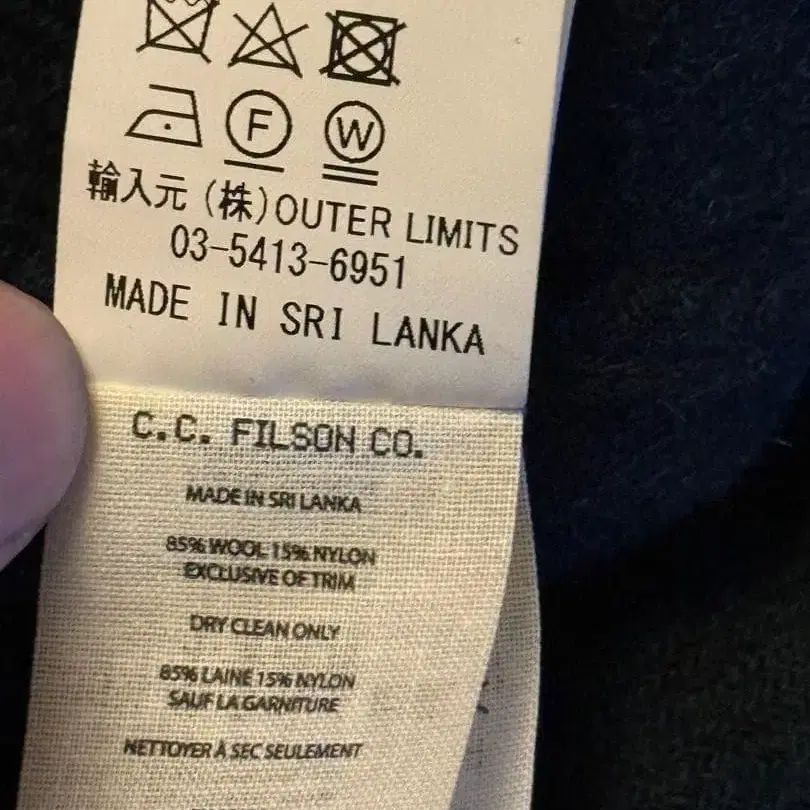 F W
輸入元 (株)OUTER LIMITS
03-5413-6951
MADE IN SRI LANKA
C.C. FILSON CO.
MADE IN SRI LANKA
85% WOOL 15% NYLON
EXCLUSIVE OF TRIM
DRY CLEAN ONLY
85% LAINE 15% NYLON
SAUF LA GARNITURE
NETTOYER À SEC SEULEMENT